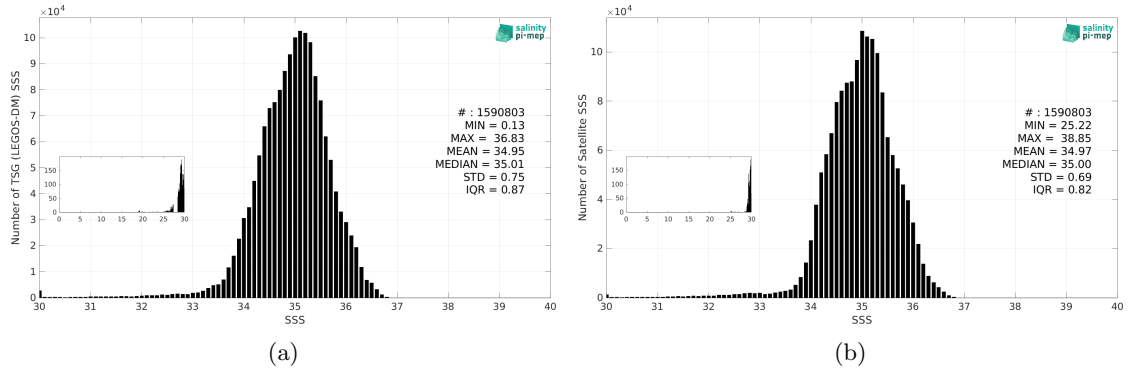 ×10⁴
10
9
8
7
6
5
4
3
2
1
0
Number of TSG (LEGOS-DM) SSS
salinity
pi-mep
# : 1590803
MIN = 0.13
MAX = 36.83
MEAN = 34.95
MEDIAN = 35.01
STD = 0.75
IQR = 0.87
150
100
50
0
0 5 10 15 20 25 30
30 31 32 33 34 35 36 37 38 39 40
SSS
(a)
×10⁴
10
8
6
4
2
0
Number of Satellite SSS
salinity
pi-mep
# : 1590803
MIN = 25.22
MAX = 38.85
MEAN = 34.97
MEDIAN = 35.00
STD = 0.69
IQR = 0.82
150
100
50
0
0 5 10 15 20 25 30
30 31 32 33 34 35 36 37 38 39 40
SSS
(b)